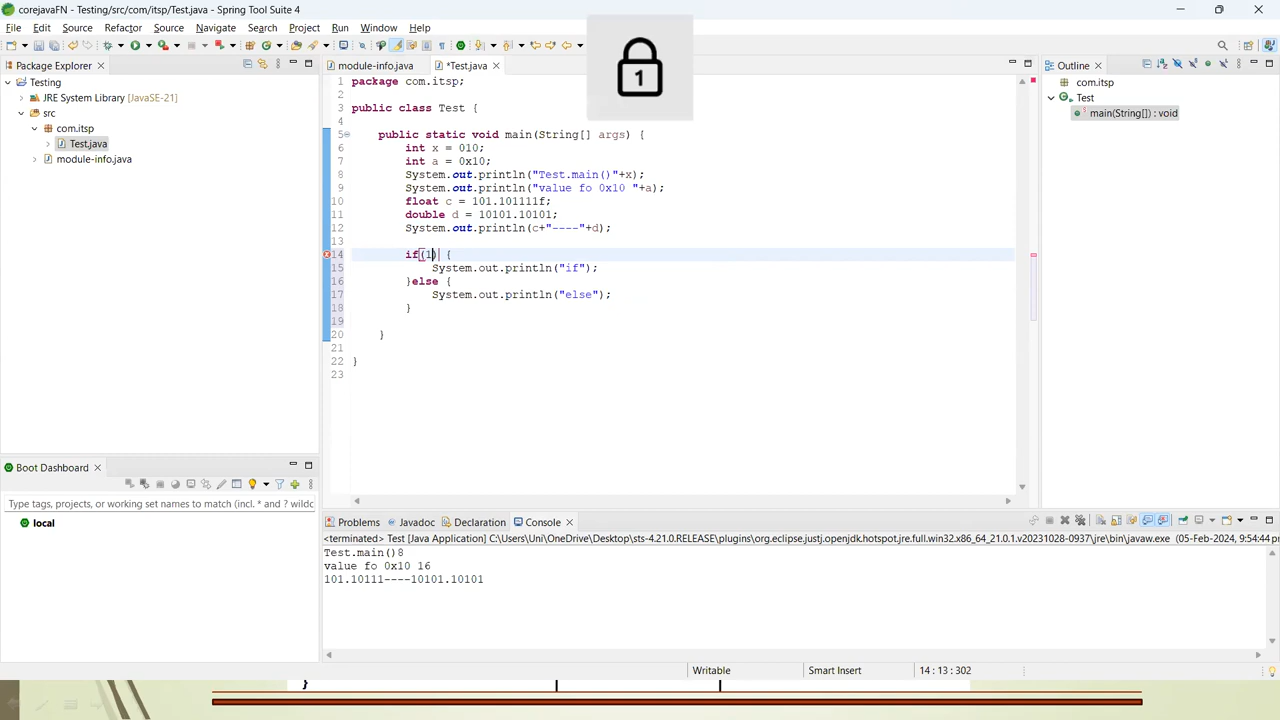 corejavaFN - Testing/src/com/itsp/Test.java - Spring Tool Suite 4
File Edit Source Refactor Navigate Search Project Run Window Help
1
Package Explorer
Testing
JRE System Library [JavaSE-21]
src
com.itsp
Test.java
module-info.java
module-info.java *Test.java
1 package com.itsp;
2
3 public class Test {
4
5 public static void main(String[] args) {
6 int x = 010;
7 int a = 0x10;
8 System.out.println("Test.main()"+x);
9 System.out.println("value fo 0x10 "+a);
10 float c = 101.101111f;
11 double d = 10101.10101;
12 System.out.println(c+"----"+d);
13
14 if(1) {
15 System.out.println("if");
16 }else {
17 System.out.println("else");
18 }
19
20 }
21
22 }
23
Outline
com.itsp
Test
main(String[]) : void
Boot Dashboard
Type tags, projects, or working set names to match (incl. * and ? wildc
local
Problems Javadoc Declaration Console
<terminated> Test [Java Application] C:\Users\Uni\OneDrive\Desktop\sts-4.21.0.RELEASE\plugins\org.eclipse.justj.openjdk.hotspot.jre.full.win32.x86_64_21.0.1.v20231028-0937\jre\bin\javaw.exe (05-Feb-2024, 9:54:44
Test.main()8
value fo 0x10 16
101.10111----10101.10101
Writable Smart Insert 14 : 13 : 302
}